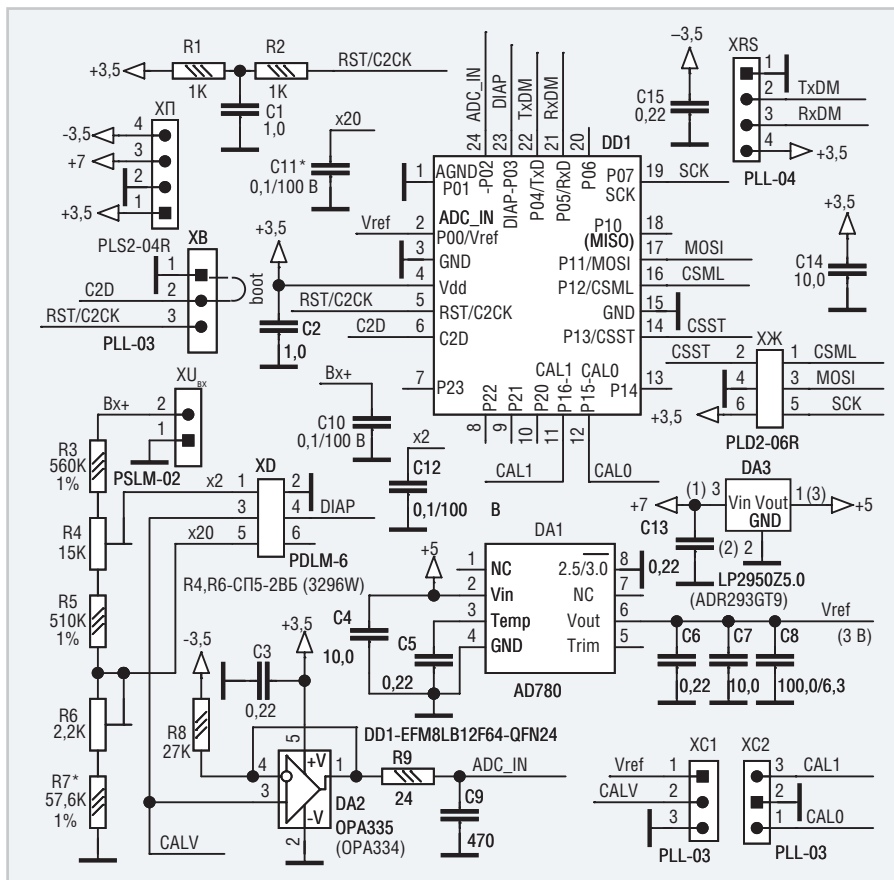 R1
R2
RST/C2CK
+3,5
1K
1K
C1
1,0
XП
-3,5
4
+7
3
2
+3,5
1
PLS2-04R
x20
C11*
0,1/100 В
ADC_IN
DIAP
TxDM
RxDM
24
23
22
21
20
DD1
AGND
P01
-P02
DIAP-P03
P04/TxD
P05/RxD
P06
P07
SCK
19
SCK
1
ADC_IN
Vref
2
P00/Vref
3
GND
4
Vdd
RST/C2CK
5
RST/C2CK
C2D
6
C2D
7
P23
P10
18
(MISO)
17
MOSI
P11/MOSI
16
CSML
P12/CSML
GND
15
14
CSST
P13/CSST
P14
13
P22
P21
P20
CAL1
P16-1
P15-CAL0
8
9
10
11
12
CAL1
CAL0
–3,5
C15
0,22
XRS
1
2
TxDM
3
RxDM
4
+3,5
PLL-04
+3,5
C14
10,0
XB
1
C2D
2
RST/C2CK
3
boot
PLL-03
+3,5
C2
1,0
XUвх
Вх+
2
1
PSLM-02
R3
560K
1%
R4
15K
R5
510K
1%
R6
2,2K
R7*
57,6K
1%
x2
x20
XD
1
2
3
4
DIAP
5
6
PDLM-6
R4,R6-СП5-2ВБ (3296W)
Вх+
C10
0,1/100 В
x2
C12
0,1/100
В
CSST
2
XЖ
1
CSML
4
3
MOSI
+3,5
6
5
SCK
PLD2-06R
DA3
+7
(1)
3
Vin Vout
1
(3)
+5
GND
C13
0,22
(2)
2
LP2950Z5.0
(ADR293GT9)
DA1
+5
1
NC
2.5/3.0
8
2
Vin
NC
7
3
Temp
Vout
6
4
GND
Trim
5
AD780
C4
10,0
C5
0,22
Vref
(3 В)
C6
0,22
C7
10,0
C8
100,0/6,3
-3,5
R8
27K
C3
0,22
+3,5
5
DD1-EFM8LB12F64-QFN24
4
+V
1
3
-V
2
DA2
OPA335
(OPA334)
R9
24
ADC_IN
C9
470
CALV
XC1
Vref
1
CALV
2
3
PLL-03
XC2
3
CAL1
2
1
CAL0
PLL-03